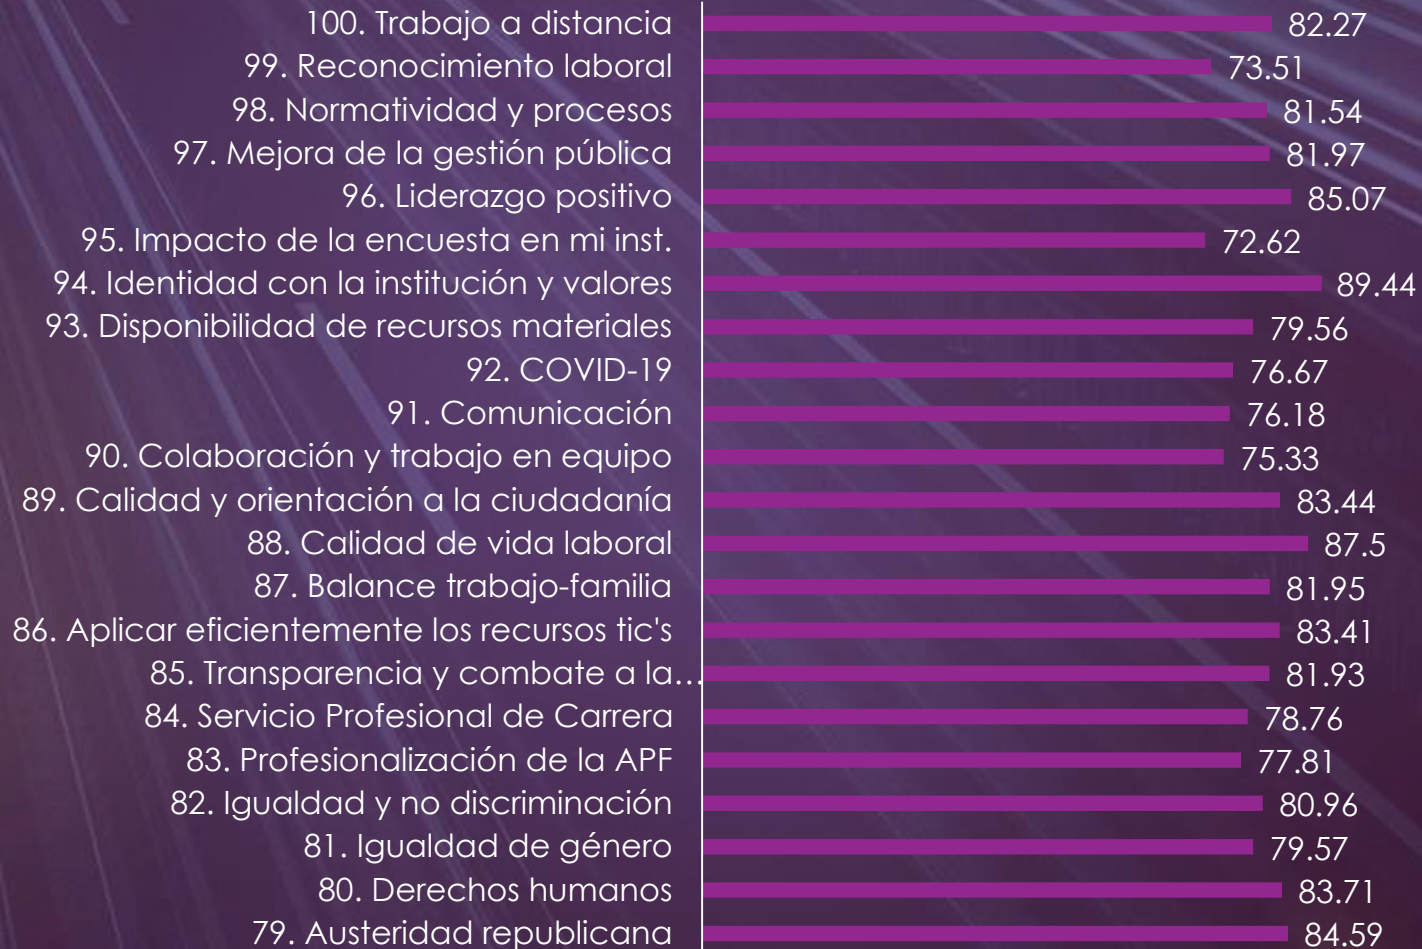 100. Trabajo a distancia 82.27
99. Reconocimiento laboral 73.51
98. Normatividad y procesos 81.54
97. Mejora de la gestión pública 81.97
96. Liderazgo positivo 85.07
95. Impacto de la encuesta en mi inst. 72.62
94. Identidad con la institución y valores 89.44
93. Disponibilidad de recursos materiales 79.56
92. COVID-19 76.67
91. Comunicación 76.18
90. Colaboración y trabajo en equipo 75.33
89. Calidad y orientación a la ciudadanía 83.44
88. Calidad de vida laboral 87.5
87. Balance trabajo-familia 81.95
86. Aplicar eficientemente los recursos tic's 83.41
85. Transparencia y combate a la… 81.93
84. Servicio Profesional de Carrera 78.76
83. Profesionalización de la APF 77.81
82. Igualdad y no discriminación 80.96
81. Igualdad de género 79.57
80. Derechos humanos 83.71
79. Austeridad republicana 84.59